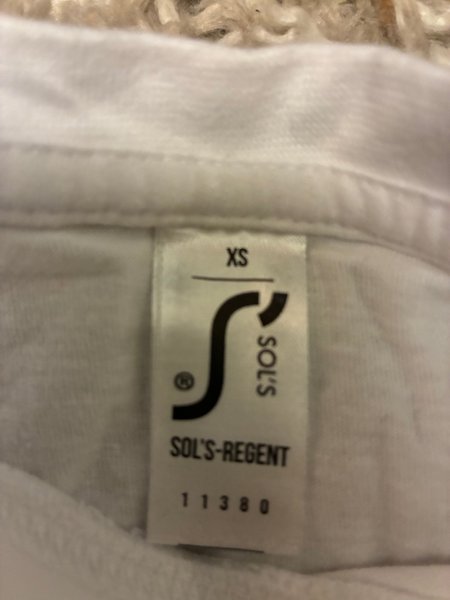 XS
SOL'S
®
SOL'S-REGENT
11380